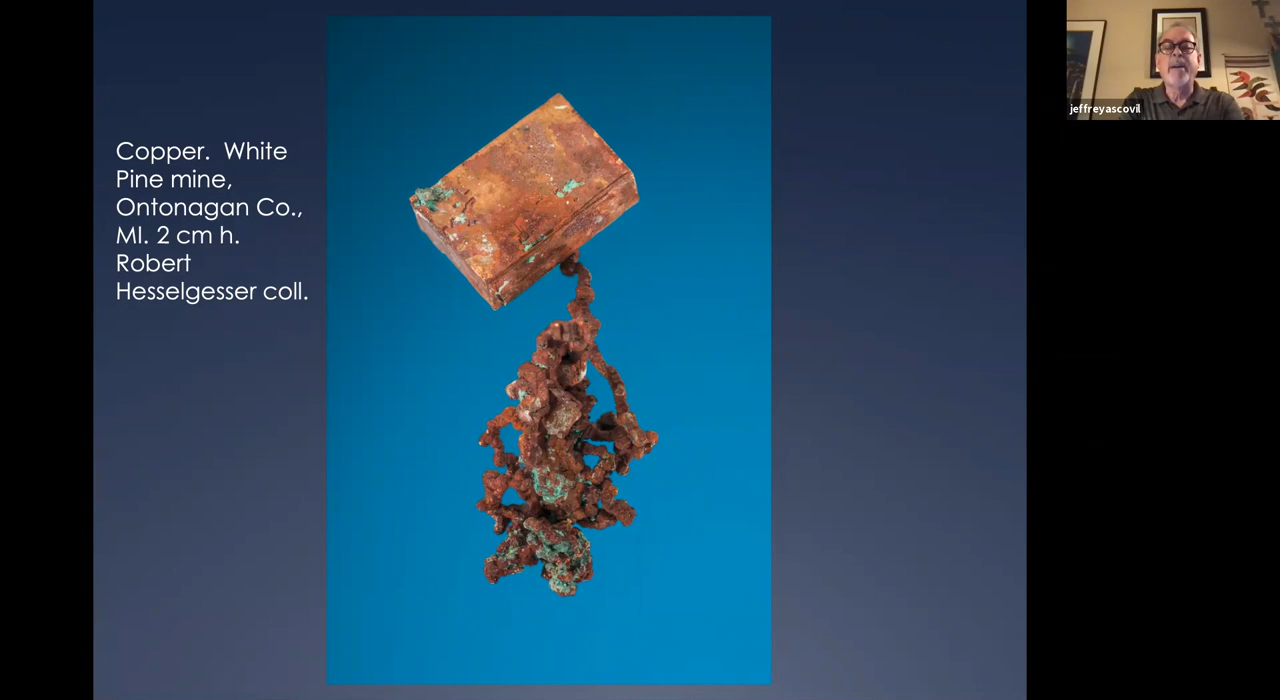 Copper.  White
Pine mine,
Ontonagan Co.,
MI. 2 cm h.
Robert
Hesselgesser coll.
jeffreyascovil